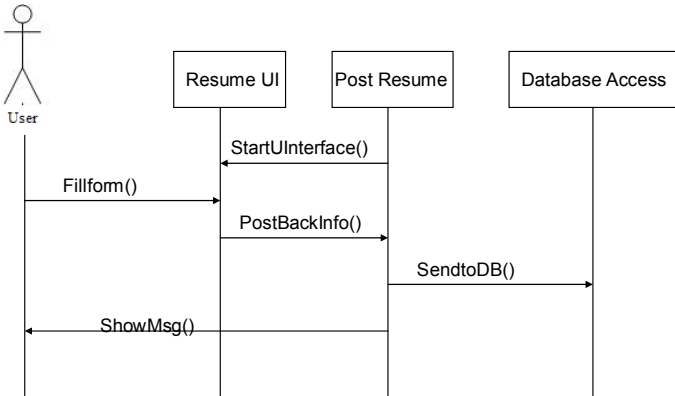 User
Resume UI
Post Resume
Database Access
StartUInterface()
Fillform()
PostBackInfo()
SendtoDB()
ShowMsg()